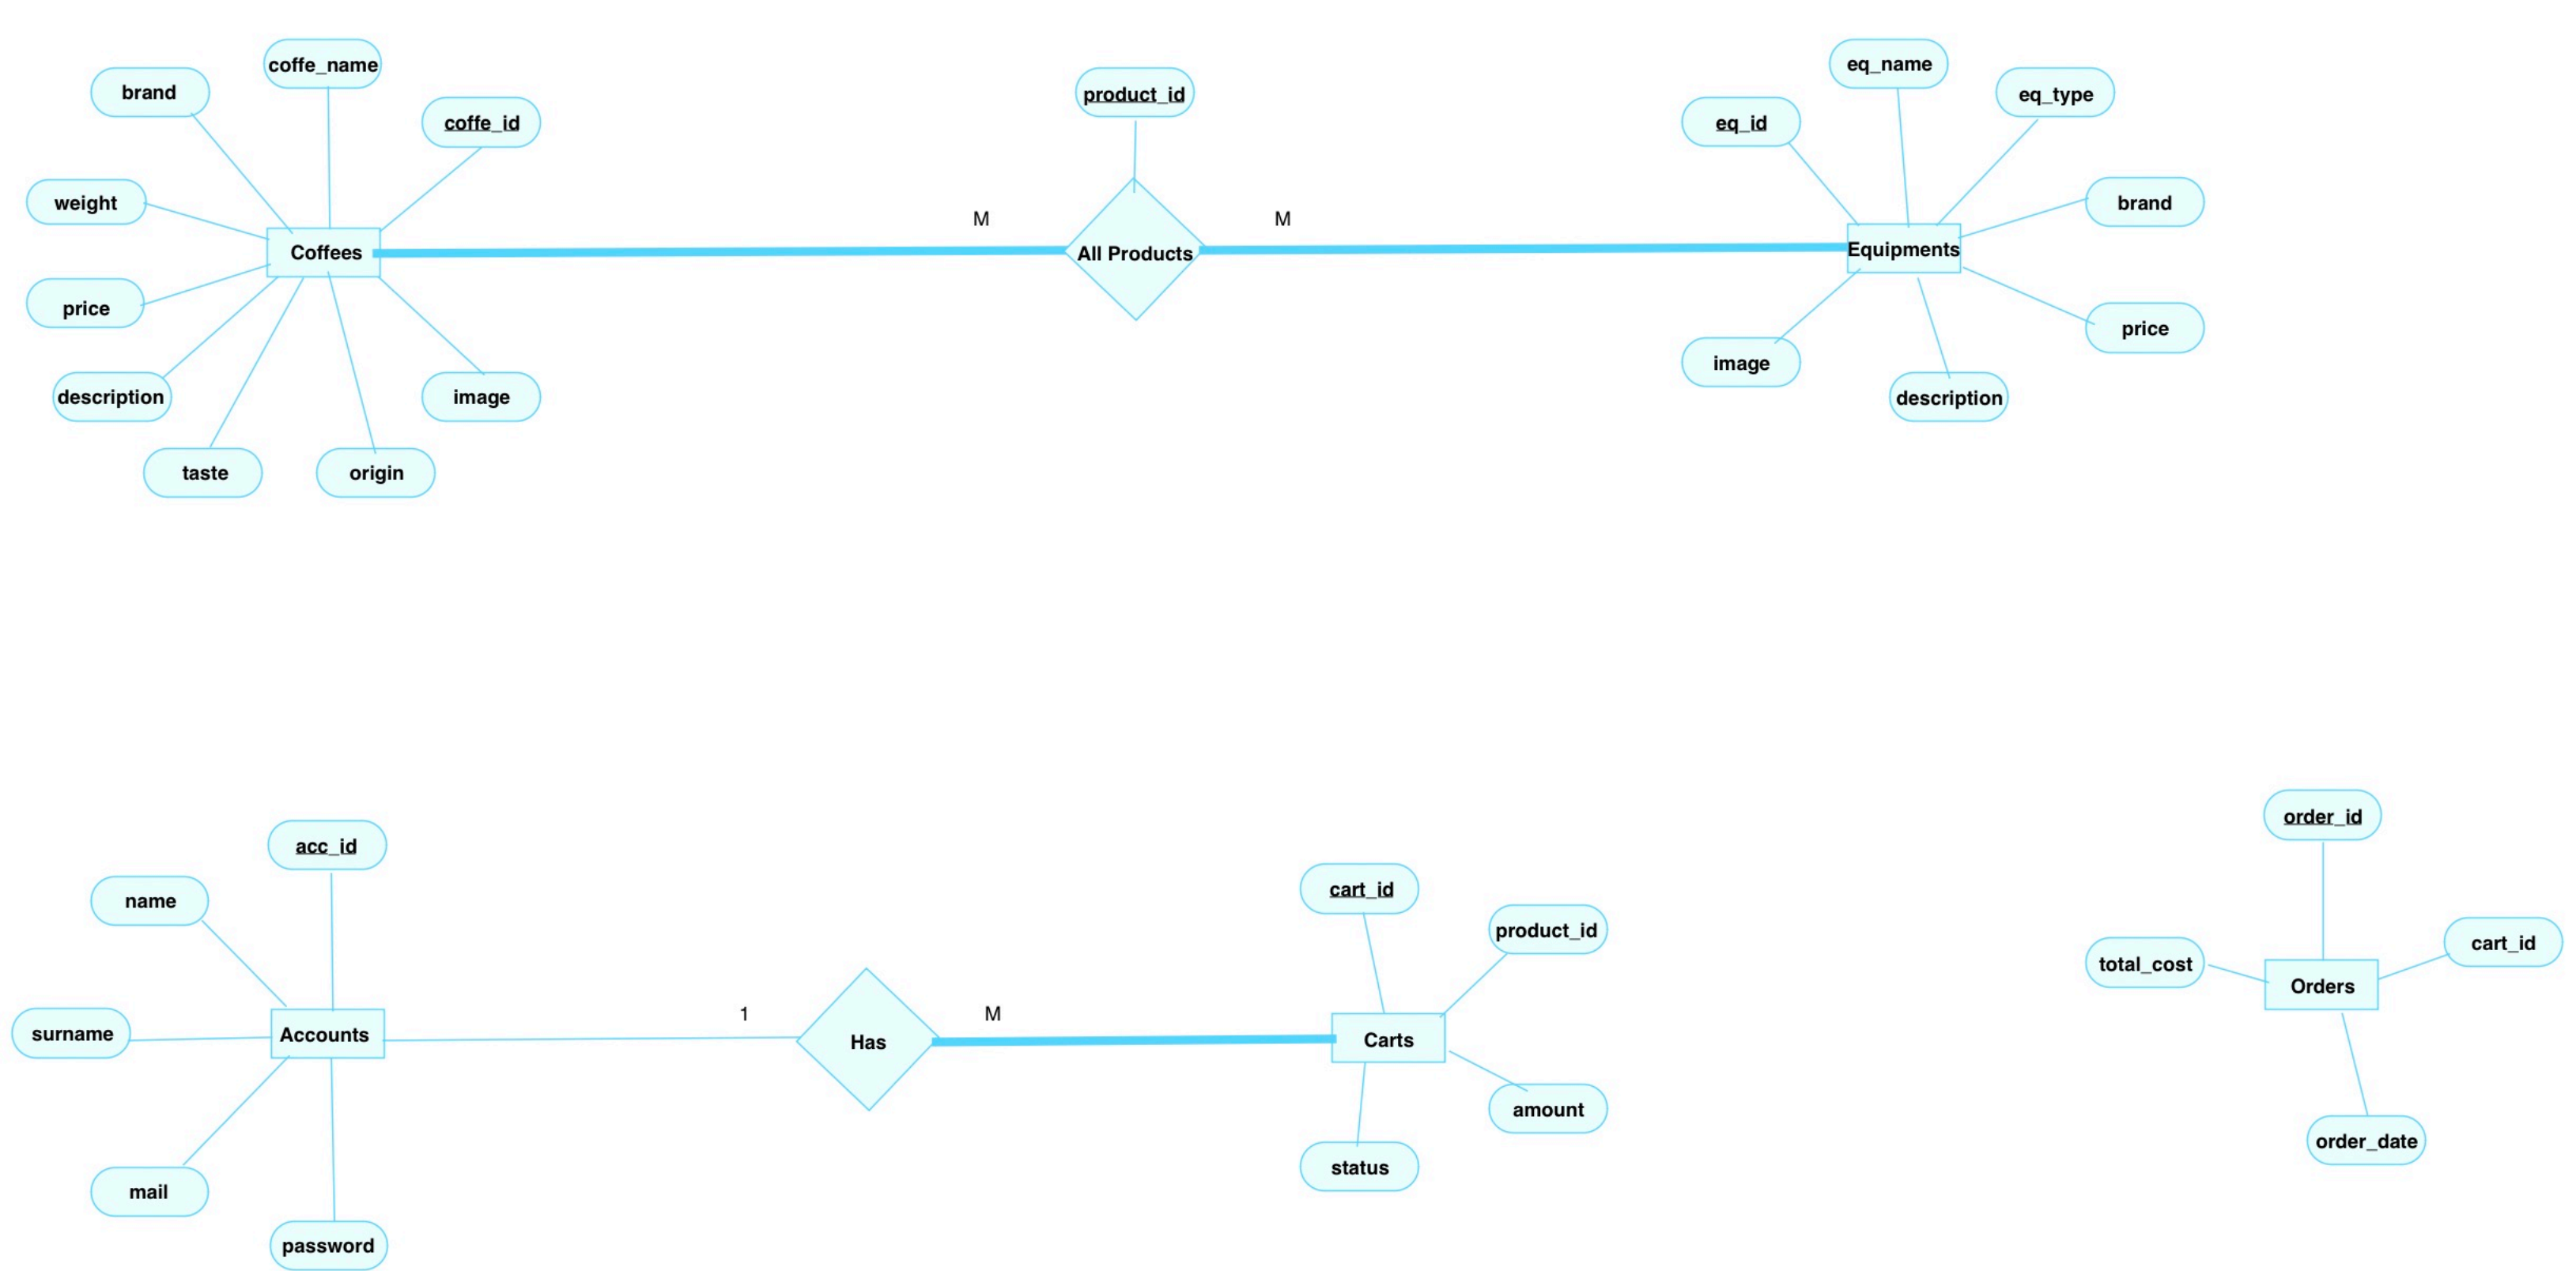 coffe_name
brand
coffe_id
weight
Coffees
price
description
image
taste
origin
product_id
M
M
All Products
eq_name
eq_type
eq_id
brand
Equipments
price
image
description
acc_id
name
surname
Accounts
mail
password
1
Has
M
cart_id
product_id
Carts
amount
status
order_id
cart_id
total_cost
Orders
order_date